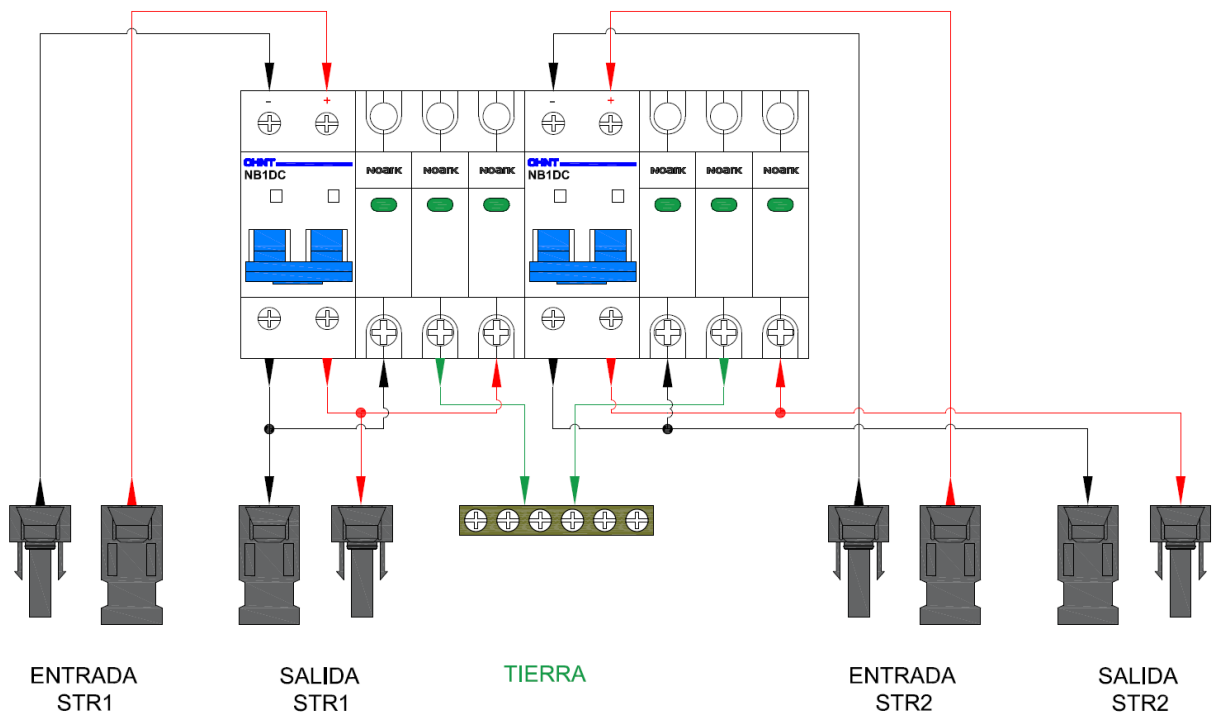 - + - +
CHNT NOARK NOARK NOARK CHNT NOARK NOARK NOARK
NB1DC NB1DC
ENTRADA SALIDA TIERRA ENTRADA SALIDA
STR1 STR1 STR2 STR2